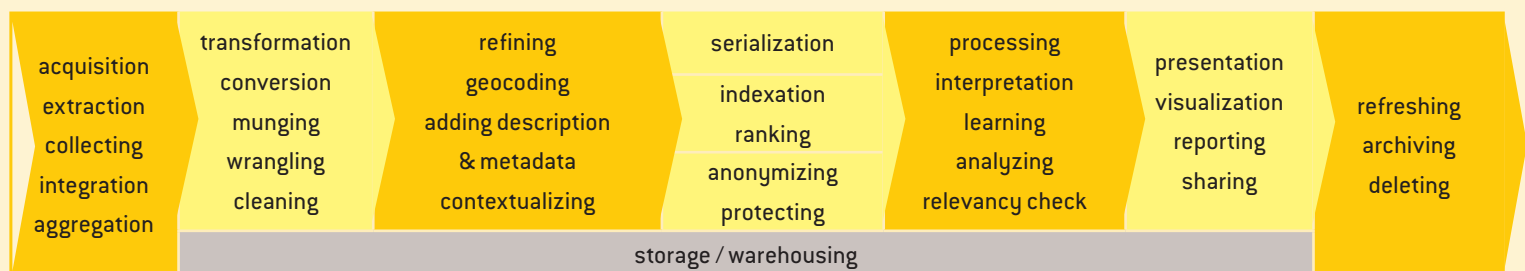 acquisition
extraction
collecting
integration
aggregation
transformation
conversion
munging
wrangling
cleaning
refining
geocoding
adding description
& metadata
contextualizing
serialization
indexation
ranking
anonymizing
protecting
processing
interpretation
learning
analyzing
relevancy check
presentation
visualization
reporting
sharing
refreshing
archiving
deleting
storage / warehousing